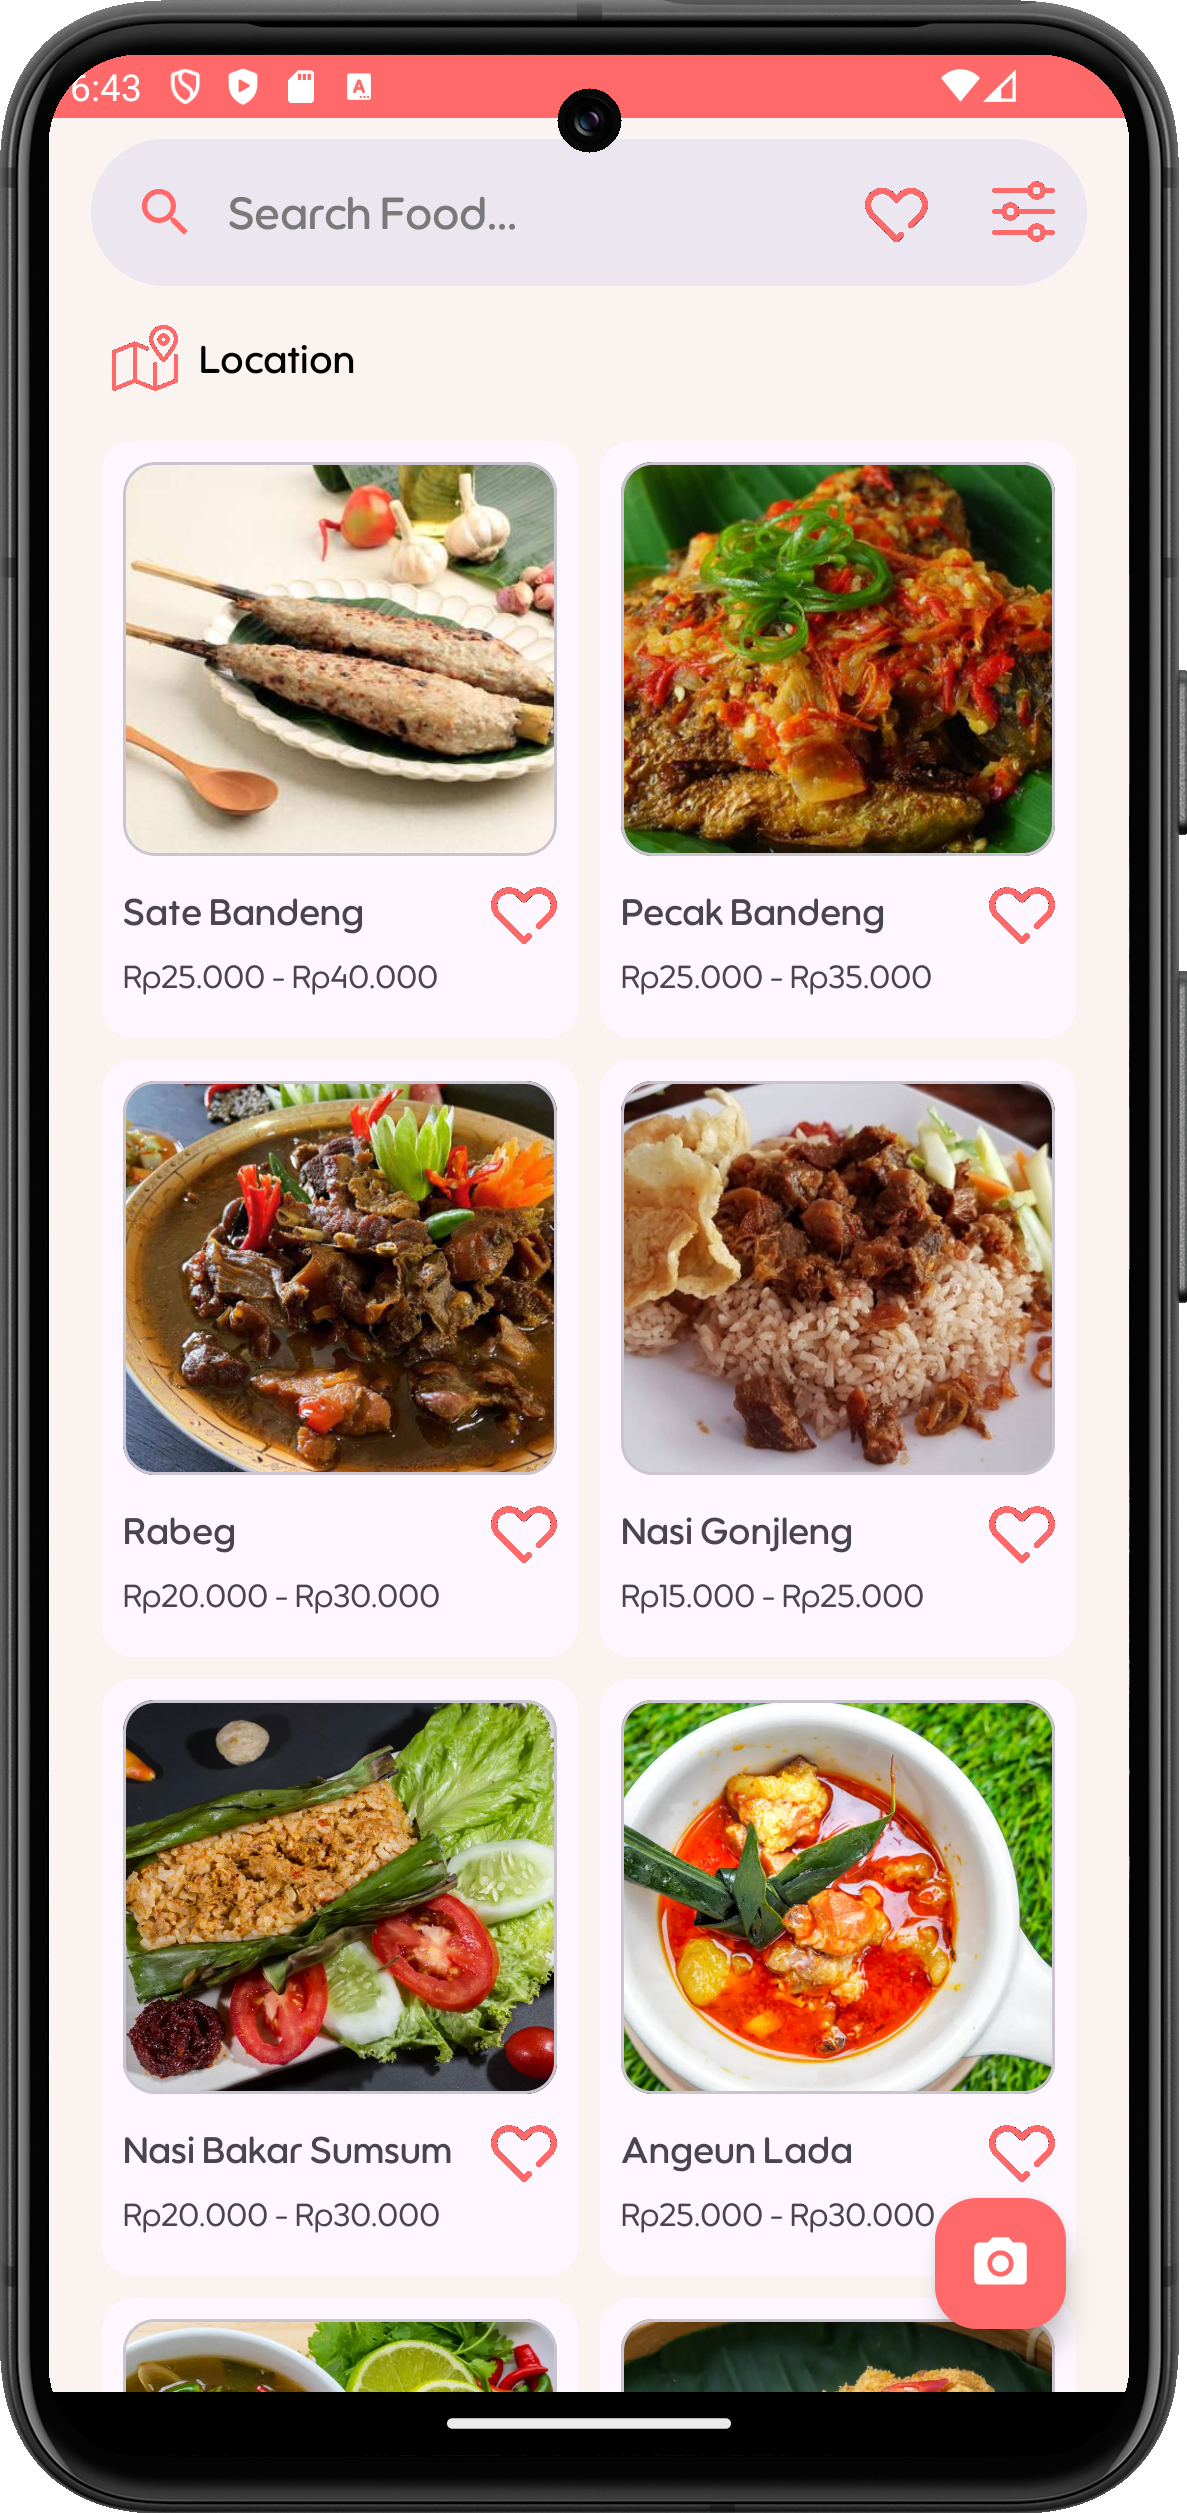 6:43
Search Food...
Location
Sate Bandeng
Rp25.000 - Rp40.000
Pecak Bandeng
Rp25.000 - Rp35.000
Rabeg
Rp20.000 - Rp30.000
Nasi Gonjleng
Rp15.000 - Rp25.000
Nasi Bakar Sumsum
Rp20.000 - Rp30.000
Angeun Lada
Rp25.000 - Rp30.000